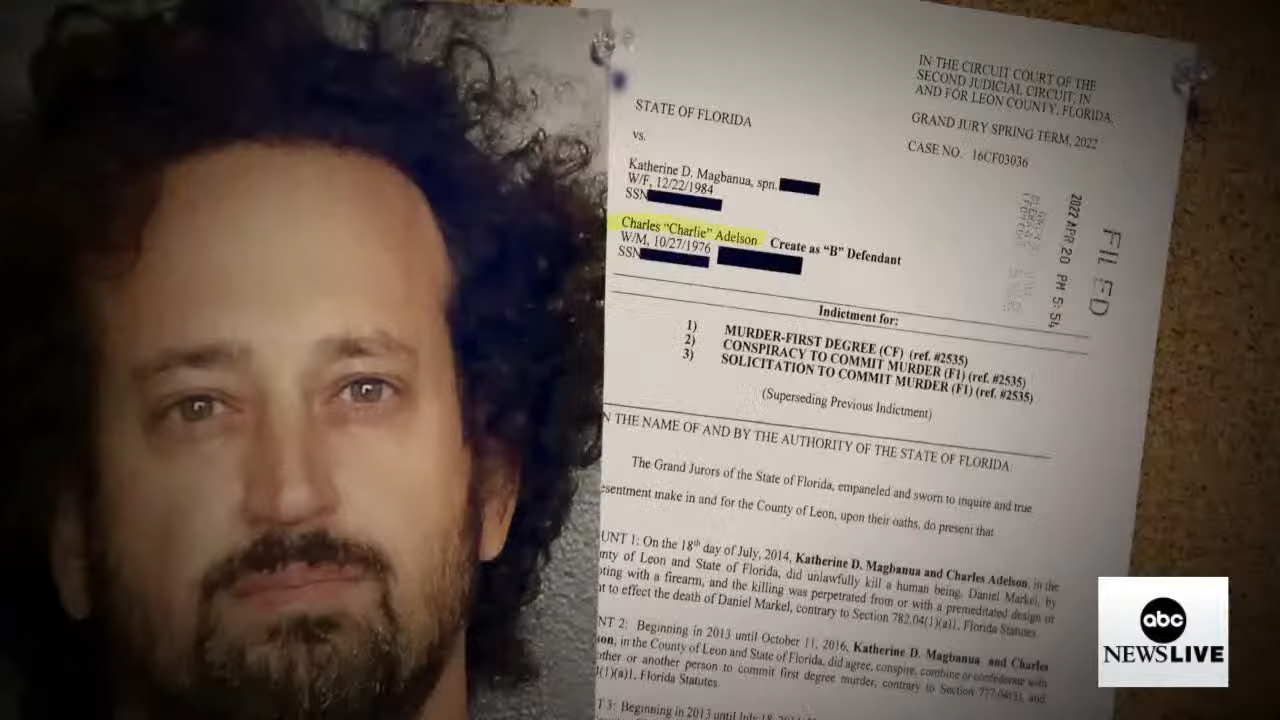 IN THE CIRCUIT COURT OF THE
SECOND JUDICIAL CIRCUIT, IN
AND FOR LEON COUNTY, FLORIDA
GRAND JURY SPRING TERM, 2022
CASE NO. 16CF03036
STATE OF FLORIDA
vs.
Katherine D. Magbanua, spn.
W/F, 12/22/1984
SSN
Charles "Charlie" Adelson Create as "B" Defendant
W/M, 10/27/1976
SSN
2022 APR 20 PM 5:54
FILED
Indictment for:
1) MURDER-FIRST DEGREE (CF) (ref. #2535)
2) CONSPIRACY TO COMMIT MURDER (F1) (ref. #2535)
3) SOLICITATION TO COMMIT MURDER (F1) (ref. #2535)
(Superseding Previous Indictment)
N THE NAME OF AND BY THE AUTHORITY OF THE STATE OF FLORIDA
The Grand Jurors of the State of Florida, empaneled and sworn to inquire and true
esentment make in and for the County of Leon, upon their oaths, do present that
UNT 1: On the 18th day of July, 2014, Katherine D. Magbanua and Charles Adelson, in the
nty of Leon and State of Florida, did unlawfully kill a human being, Daniel Markel, by
oting with a firearm, and the killing was perpetrated from or with a premeditated design or
nt to effect the death of Daniel Markel, contrary to Section 782.04(1)(a)1, Florida Statutes.
NT 2: Beginning in 2013 until October 11, 2016, Katherine D. Magbanua and Charles
son, in the County of Leon and State of Florida, did agree, conspire, combine or confederate with
other or another person to commit first degree murder, contrary to Section 777.04(3), and
)(1)(a)1, Florida Statutes.
T 3: Beginning in 2013 until July 18, 2014
abc
NEWSLIVE